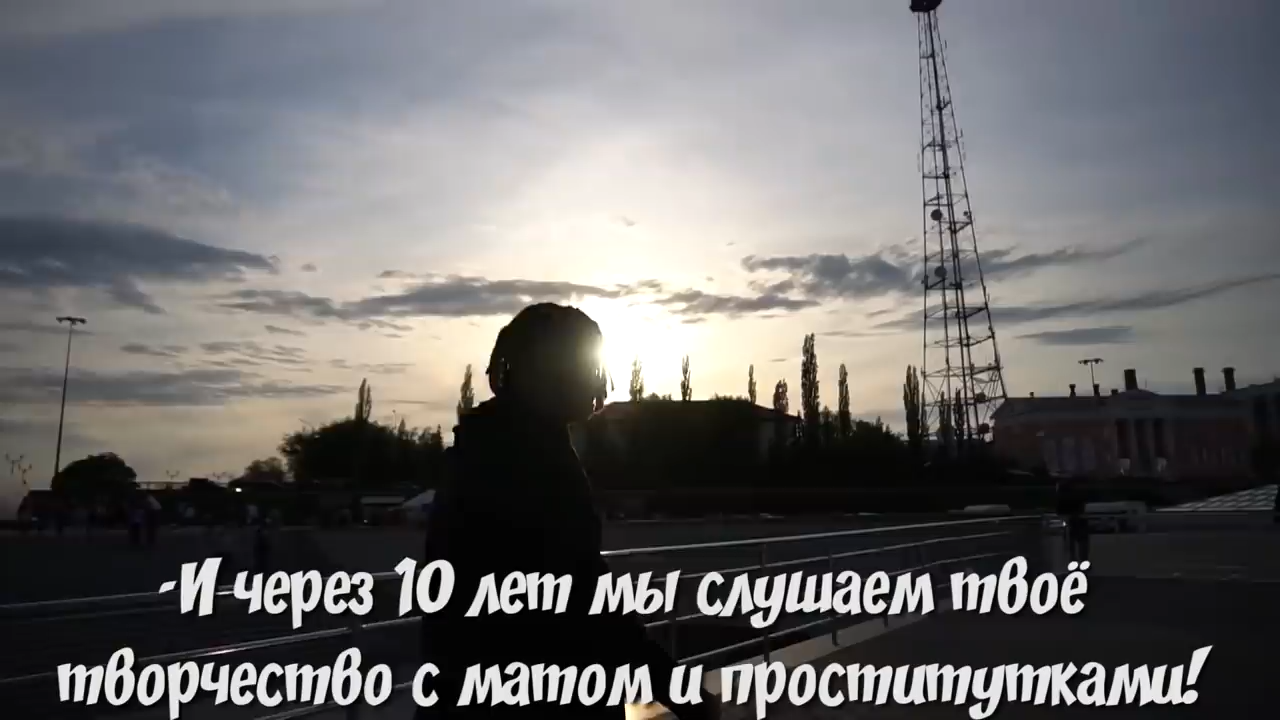 -И через 10 лет мы слушаем твоё
творчество с матом и проститутками!